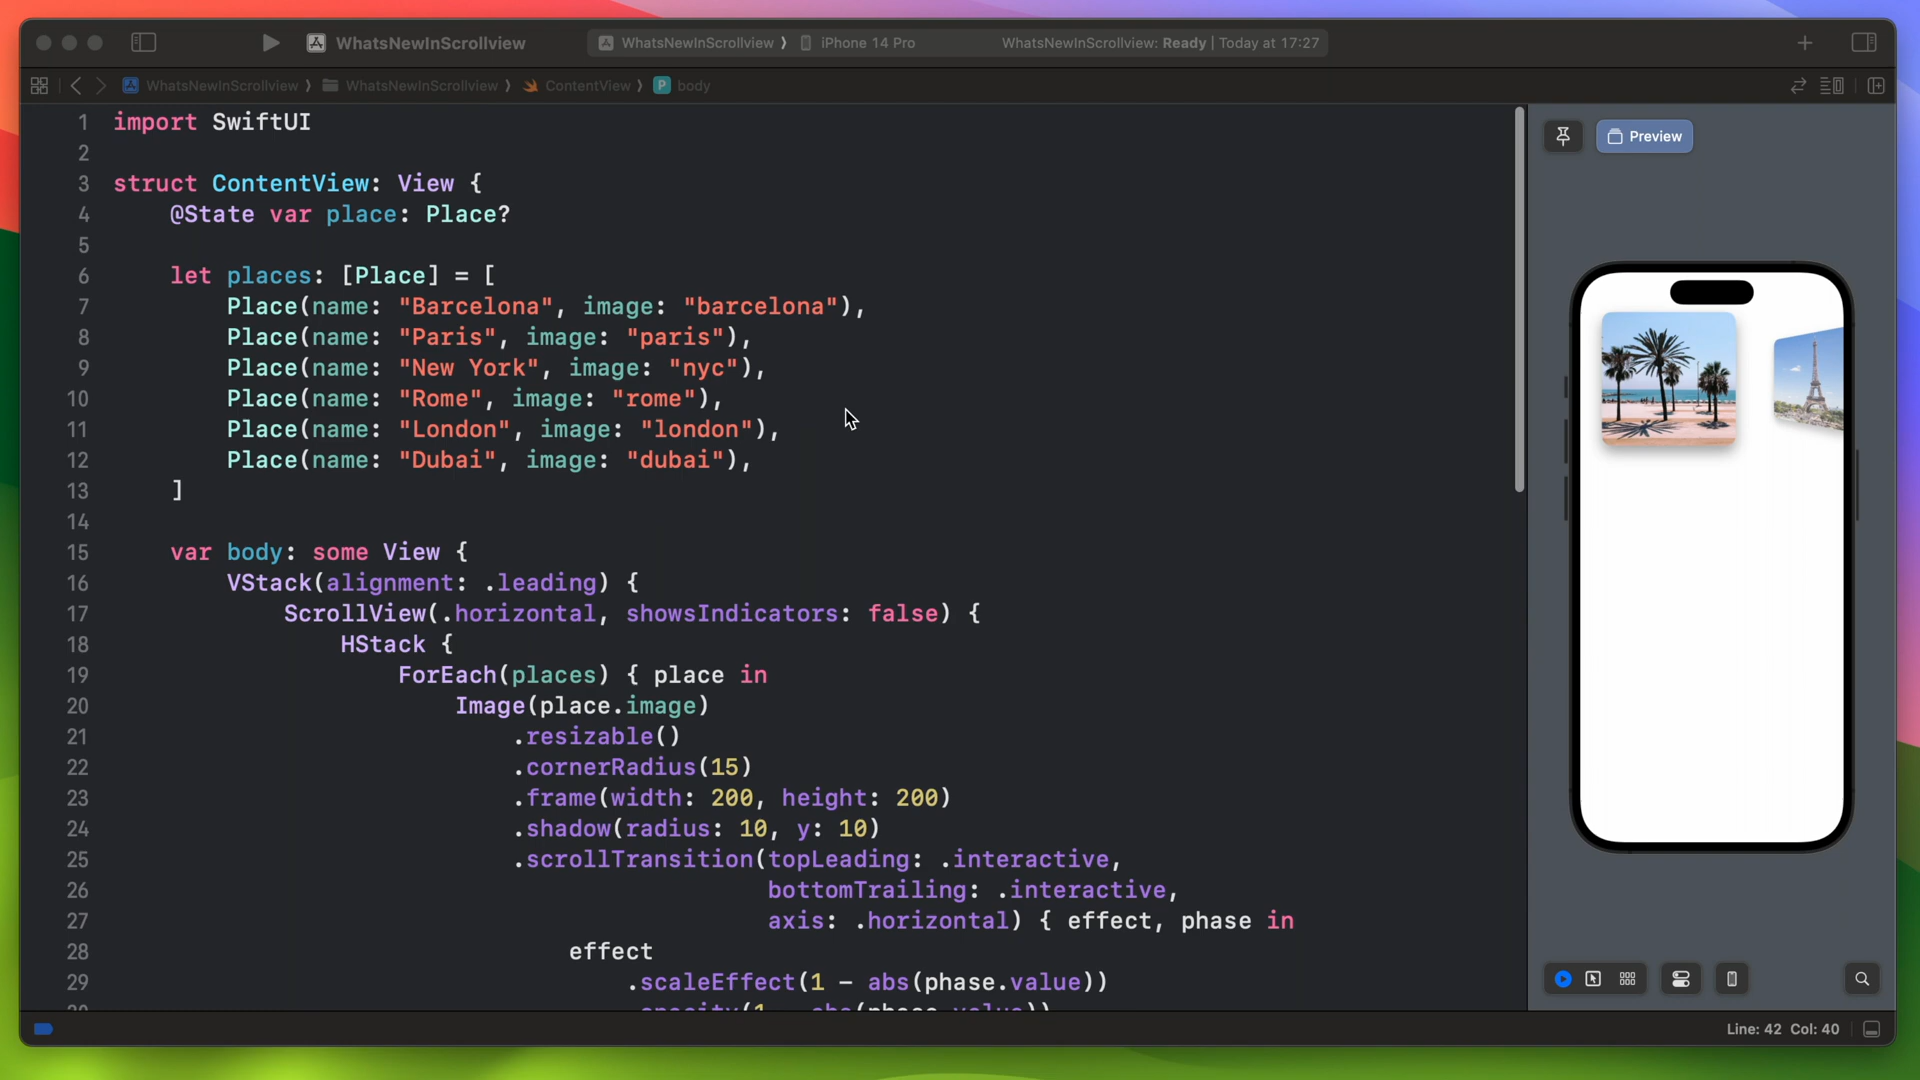 WhatsNewInScrollview
WhatsNewInScrollview 〉 iPhone 14 Pro
WhatsNewInScrollview: Ready | Today at 17:27
WhatsNewInScrollview 〉 WhatsNewInScrollview 〉 ContentView 〉 P body
1 import SwiftUI
2
3 struct ContentView: View {
4 @State var place: Place?
5
6 let places: [Place] = [
7 Place(name: "Barcelona", image: "barcelona"),
8 Place(name: "Paris", image: "paris"),
9 Place(name: "New York", image: "nyc"),
10 Place(name: "Rome", image: "rome"),
11 Place(name: "London", image: "london"),
12 Place(name: "Dubai", image: "dubai"),
13 ]
14
15 var body: some View {
16 VStack(alignment: .leading) {
17 ScrollView(.horizontal, showsIndicators: false) {
18 HStack {
19 ForEach(places) { place in
20 Image(place.image)
21 .resizable()
22 .cornerRadius(15)
23 .frame(width: 200, height: 200)
24 .shadow(radius: 10, y: 10)
25 .scrollTransition(topLeading: .interactive,
26 bottomTrailing: .interactive,
27 axis: .horizontal) { effect, phase in
28 effect
29 .scaleEffect(1 - abs(phase.value))
Preview
Line: 42 Col: 40